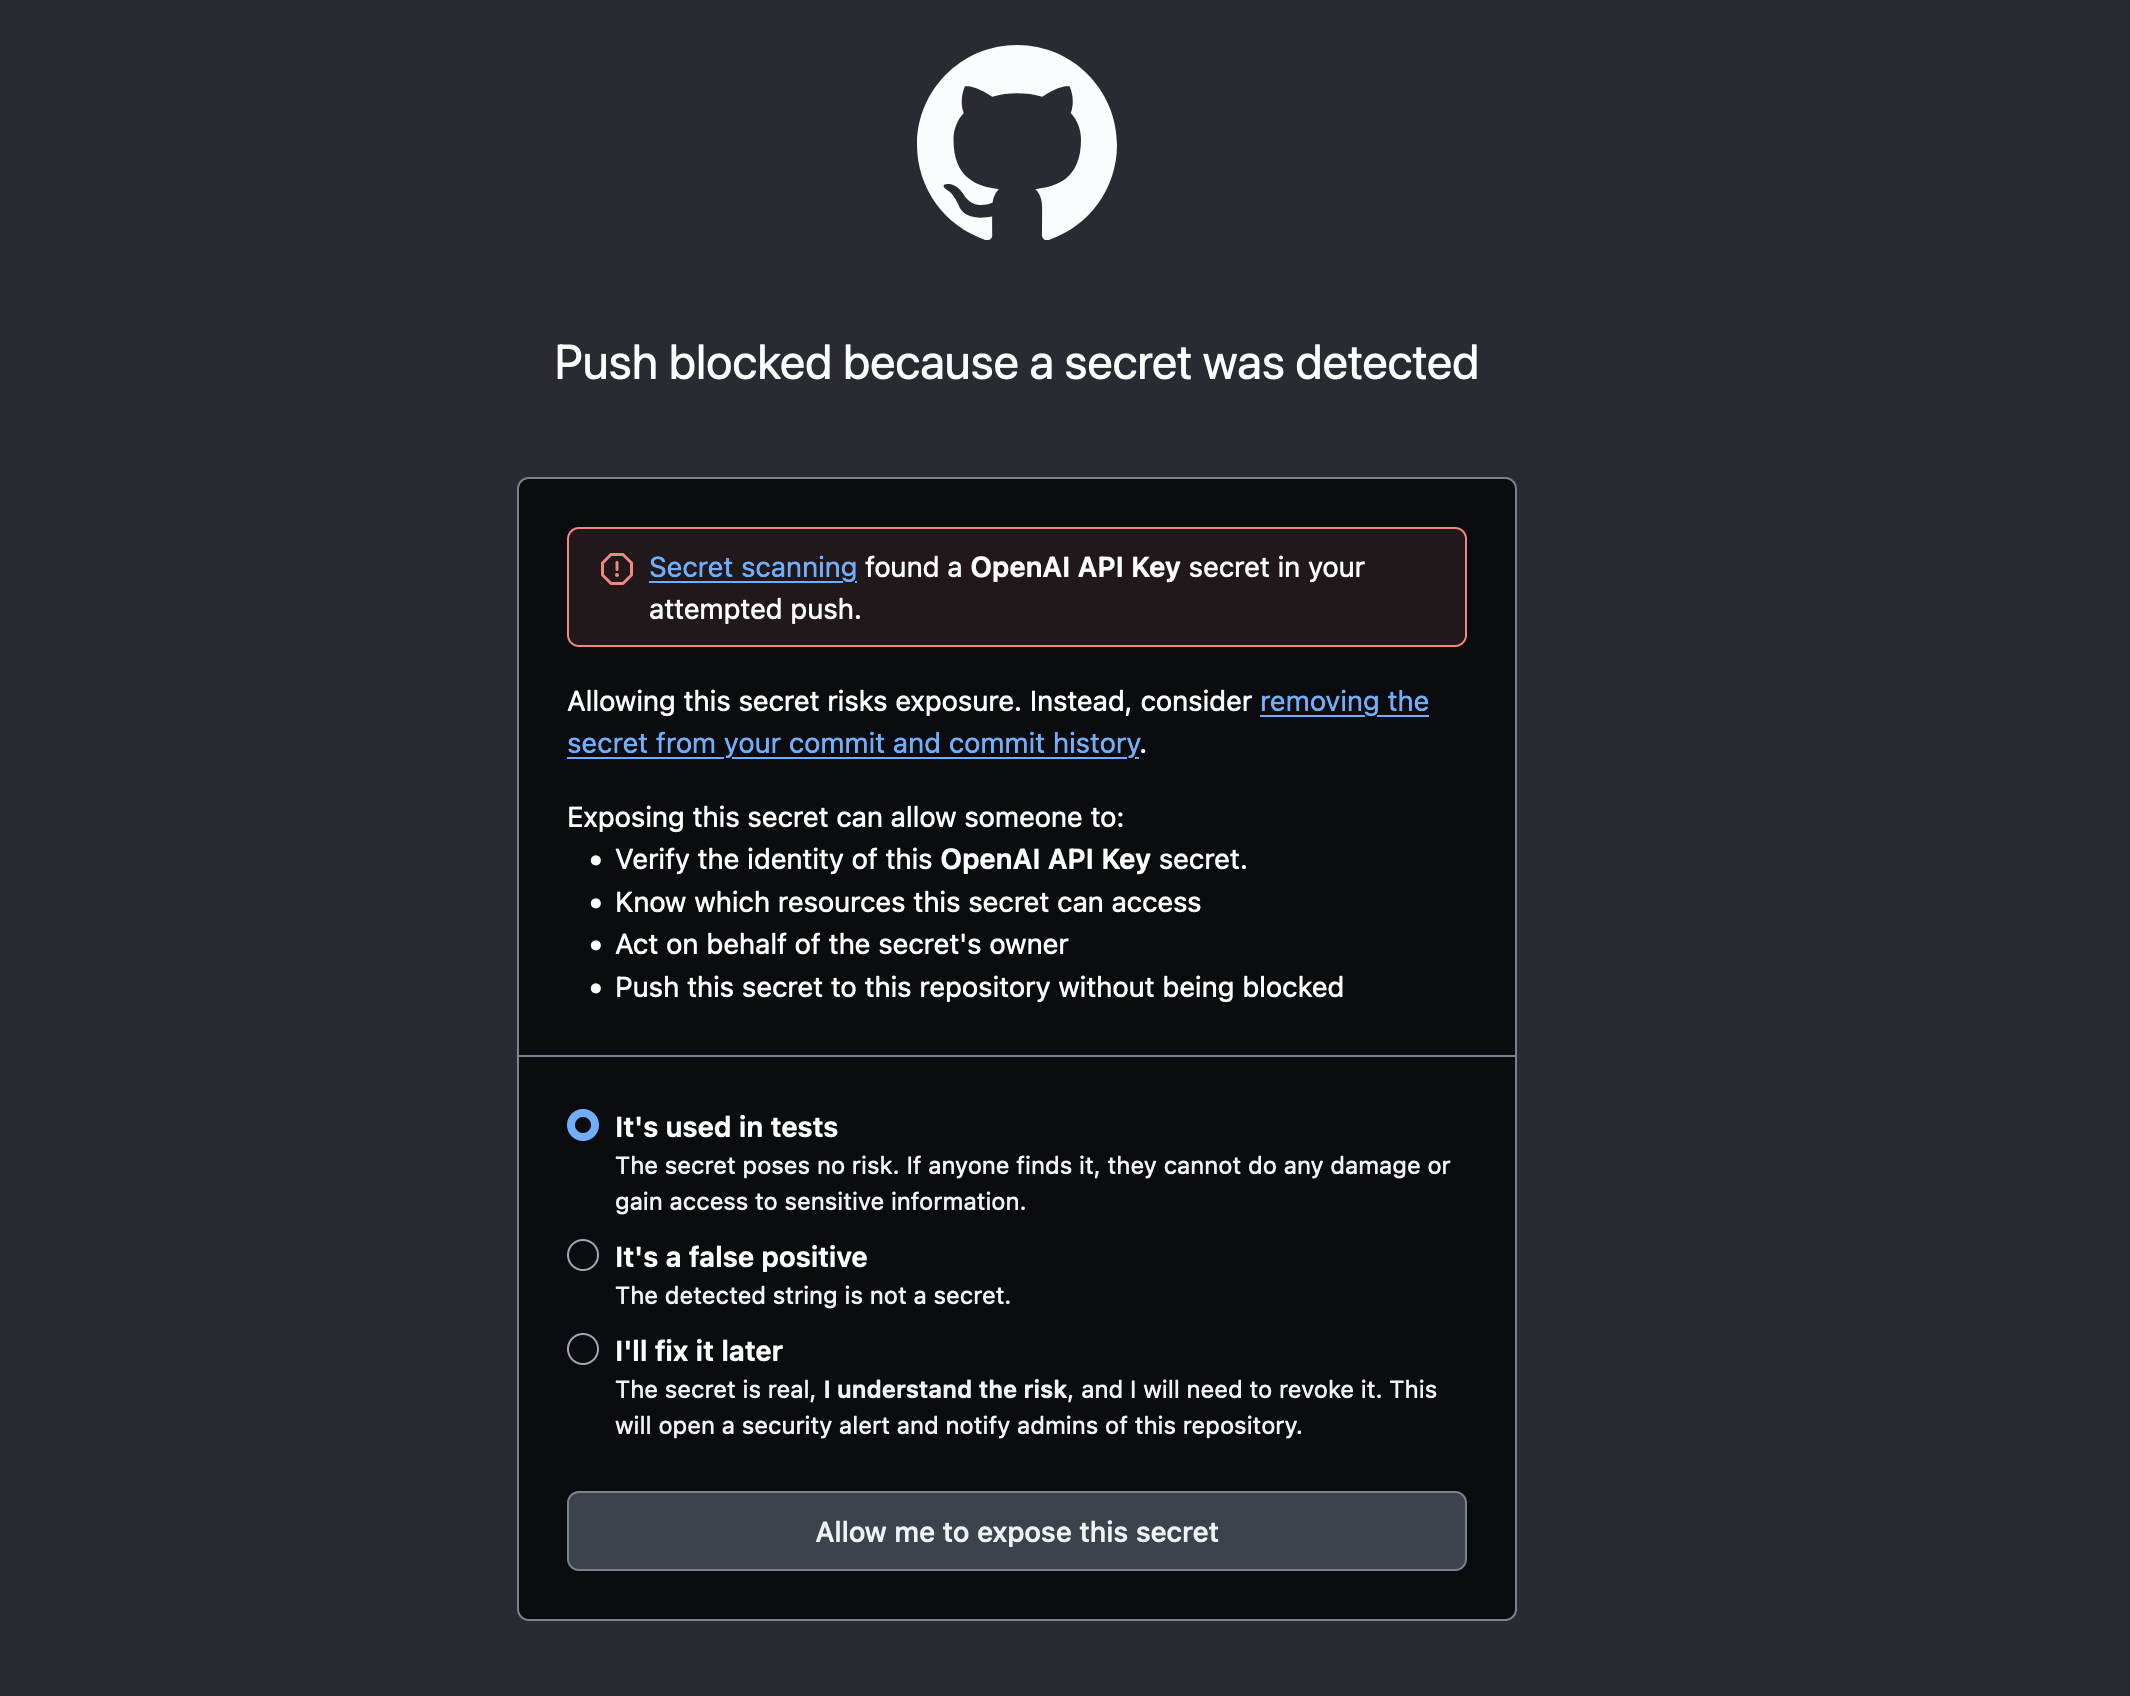 Push blocked because a secret was detected
Secret scanning found a OpenAI API Key secret in your
attempted push.
Allowing this secret risks exposure. Instead, consider removing the
secret from your commit and commit history.
Exposing this secret can allow someone to:
• Verify the identity of this OpenAI API Key secret.
• Know which resources this secret can access
• Act on behalf of the secret's owner
• Push this secret to this repository without being blocked
It's used in tests
The secret poses no risk. If anyone finds it, they cannot do any damage or
gain access to sensitive information.
It's a false positive
The detected string is not a secret.
I'll fix it later
The secret is real, I understand the risk, and I will need to revoke it. This
will open a security alert and notify admins of this repository.
Allow me to expose this secret